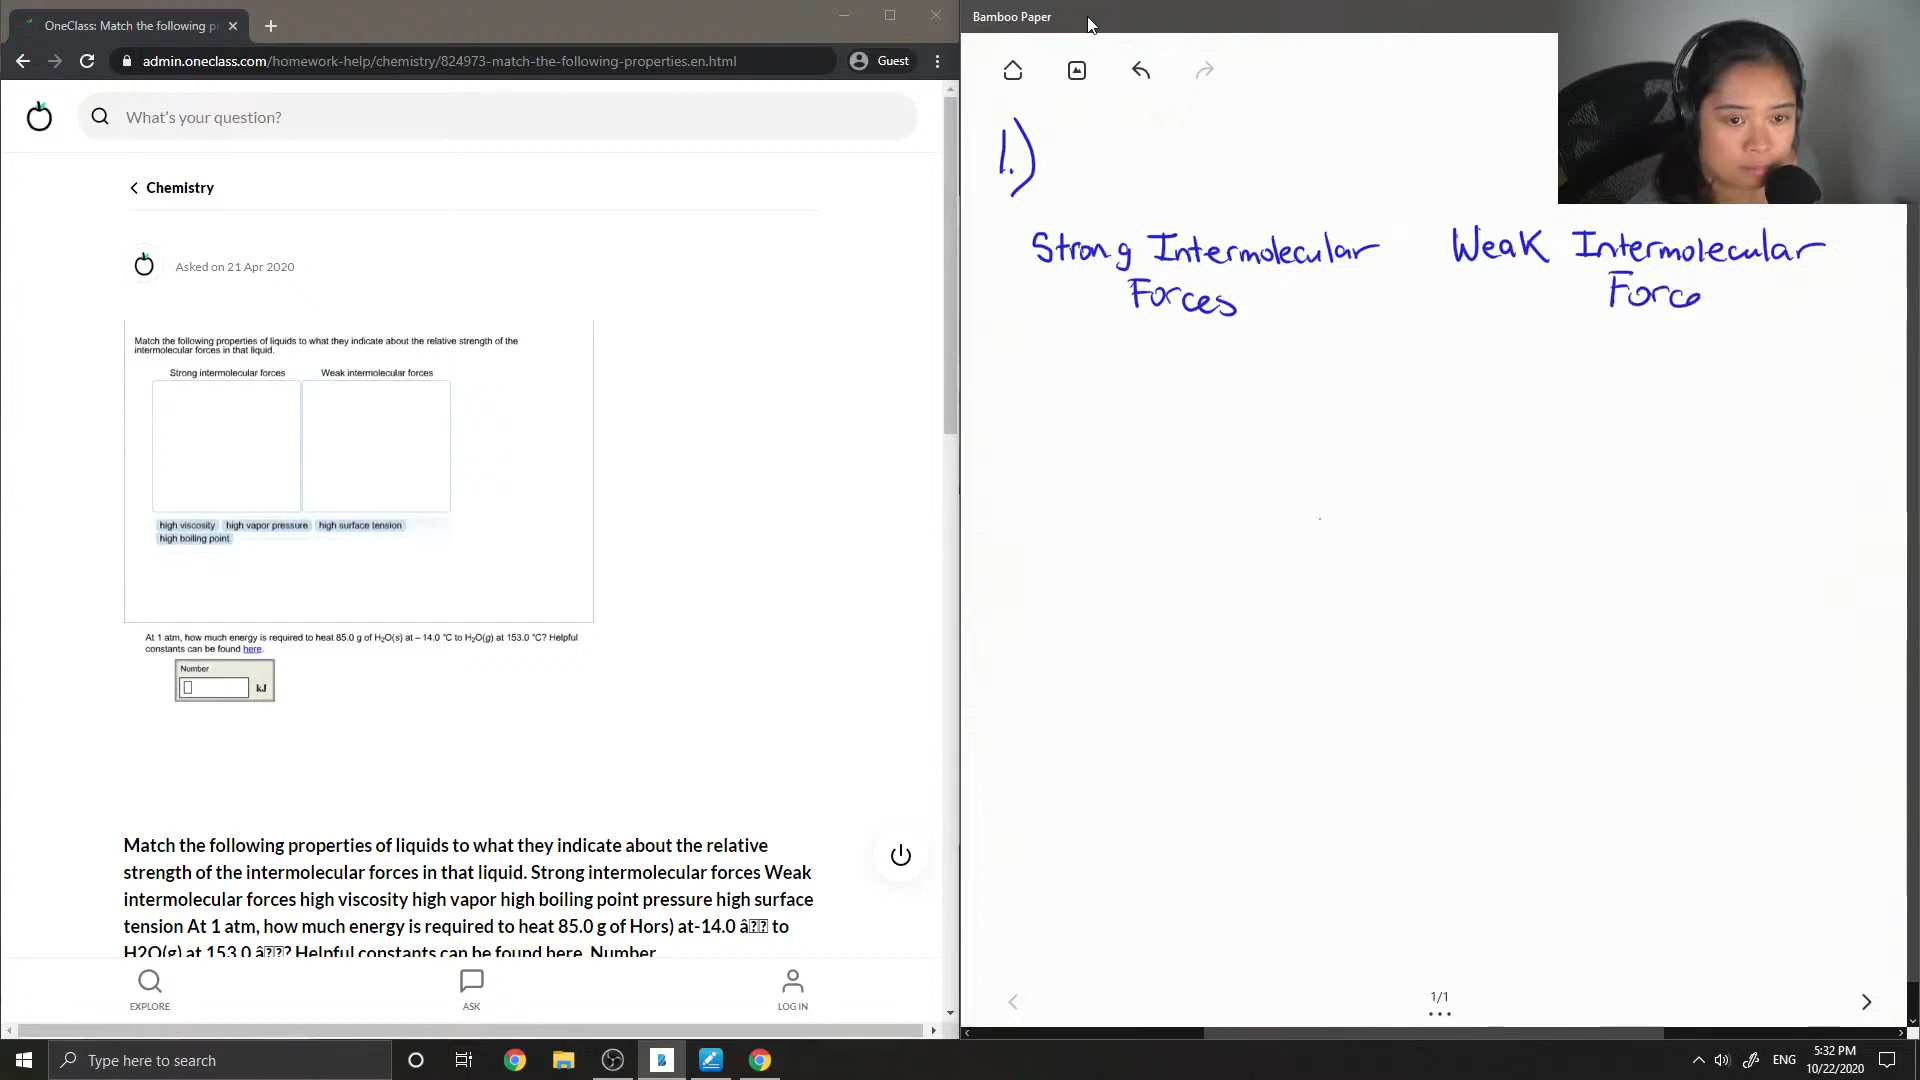 OneClass: Match the following p
admin.oneclass.com/homework-help/chemistry/824973-match-the-following-properties.en.html
Guest
What's your question?
Chemistry
Asked on 21 Apr 2020
Match the following properties of liquids to what they indicate about the relative strength of the
intermolecular forces in that liquid.
Strong intermolecular forces Weak intermolecular forces
high viscosity high vapor pressure high surface tension
high boiling point
At 1 atm, how much energy is required to heat 85.0 g of H₂O(s) at – 14.0 °C to H₂O(g) at 153.0 °C? Helpful
constants can be found here.
Number
kJ
Match the following properties of liquids to what they indicate about the relative
strength of the intermolecular forces in that liquid. Strong intermolecular forces Weak
intermolecular forces high viscosity high vapor high boiling point pressure high surface
tension At 1 atm, how much energy is required to heat 85.0 g of Hors) at-14.0 â to
H2O(g) at 153.0 â? Helpful constants can be found here. Number
EXPLORE
ASK
LOG IN
Bamboo Paper
1.)
Strong Intermolecular
Forces
Weak Intermolecular
Force
1/1
Type here to search
ENG
5:32 PM
10/22/2020